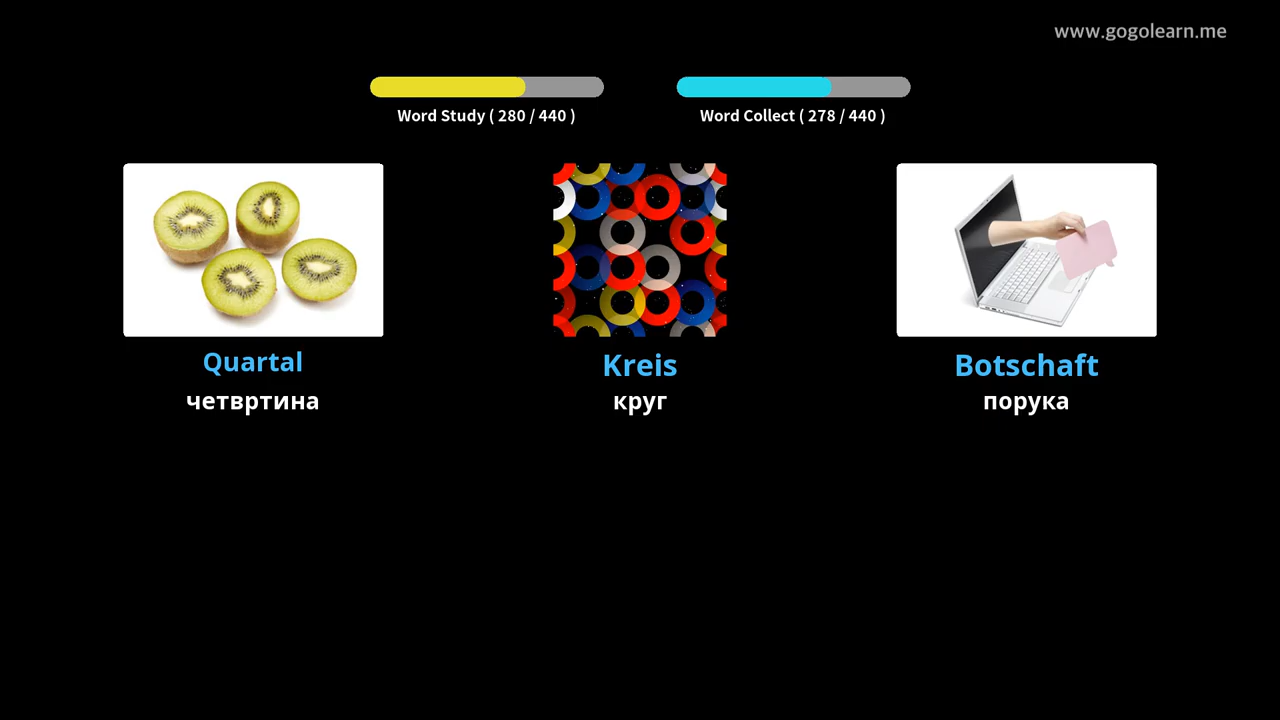 www.gogolearn.me
Word Study ( 280 / 440 )
Word Collect ( 278 / 440 )
Quartal
четвртина
Kreis
круг
Botschaft
порука